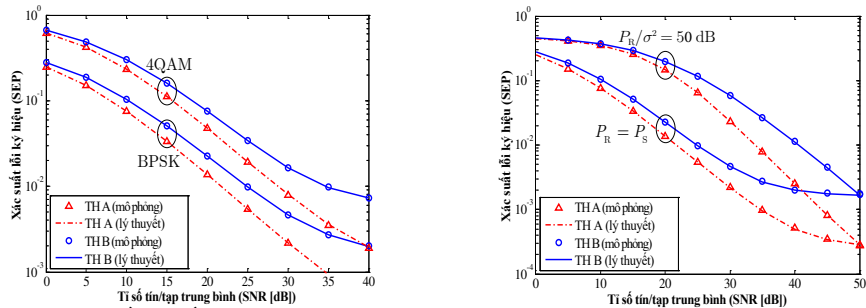 Xác suất lỗi ký hiệu (SEP)
10^0
10^-1
10^-2
10^-3
4QAM
BPSK
TH A (mô phỏng)
TH A (lý thuyết)
TH B (mô phỏng)
TH B (lý thuyết)
0 5 10 15 20 25 30 35 40
Tỉ số tín/tạp trung bình (SNR [dB])
Xác suất lỗi ký hiệu (SEP)
10^0
10^-1
10^-2
10^-3
10^-4
P_R/σ^2 = 50 dB
P_R = P_S
TH A (mô phỏng)
TH A (lý thuyết)
TH B (mô phỏng)
TH B (lý thuyết)
0 10 20 30 40 50
Tỉ số tín/tạp trung bình (SNR [dB])